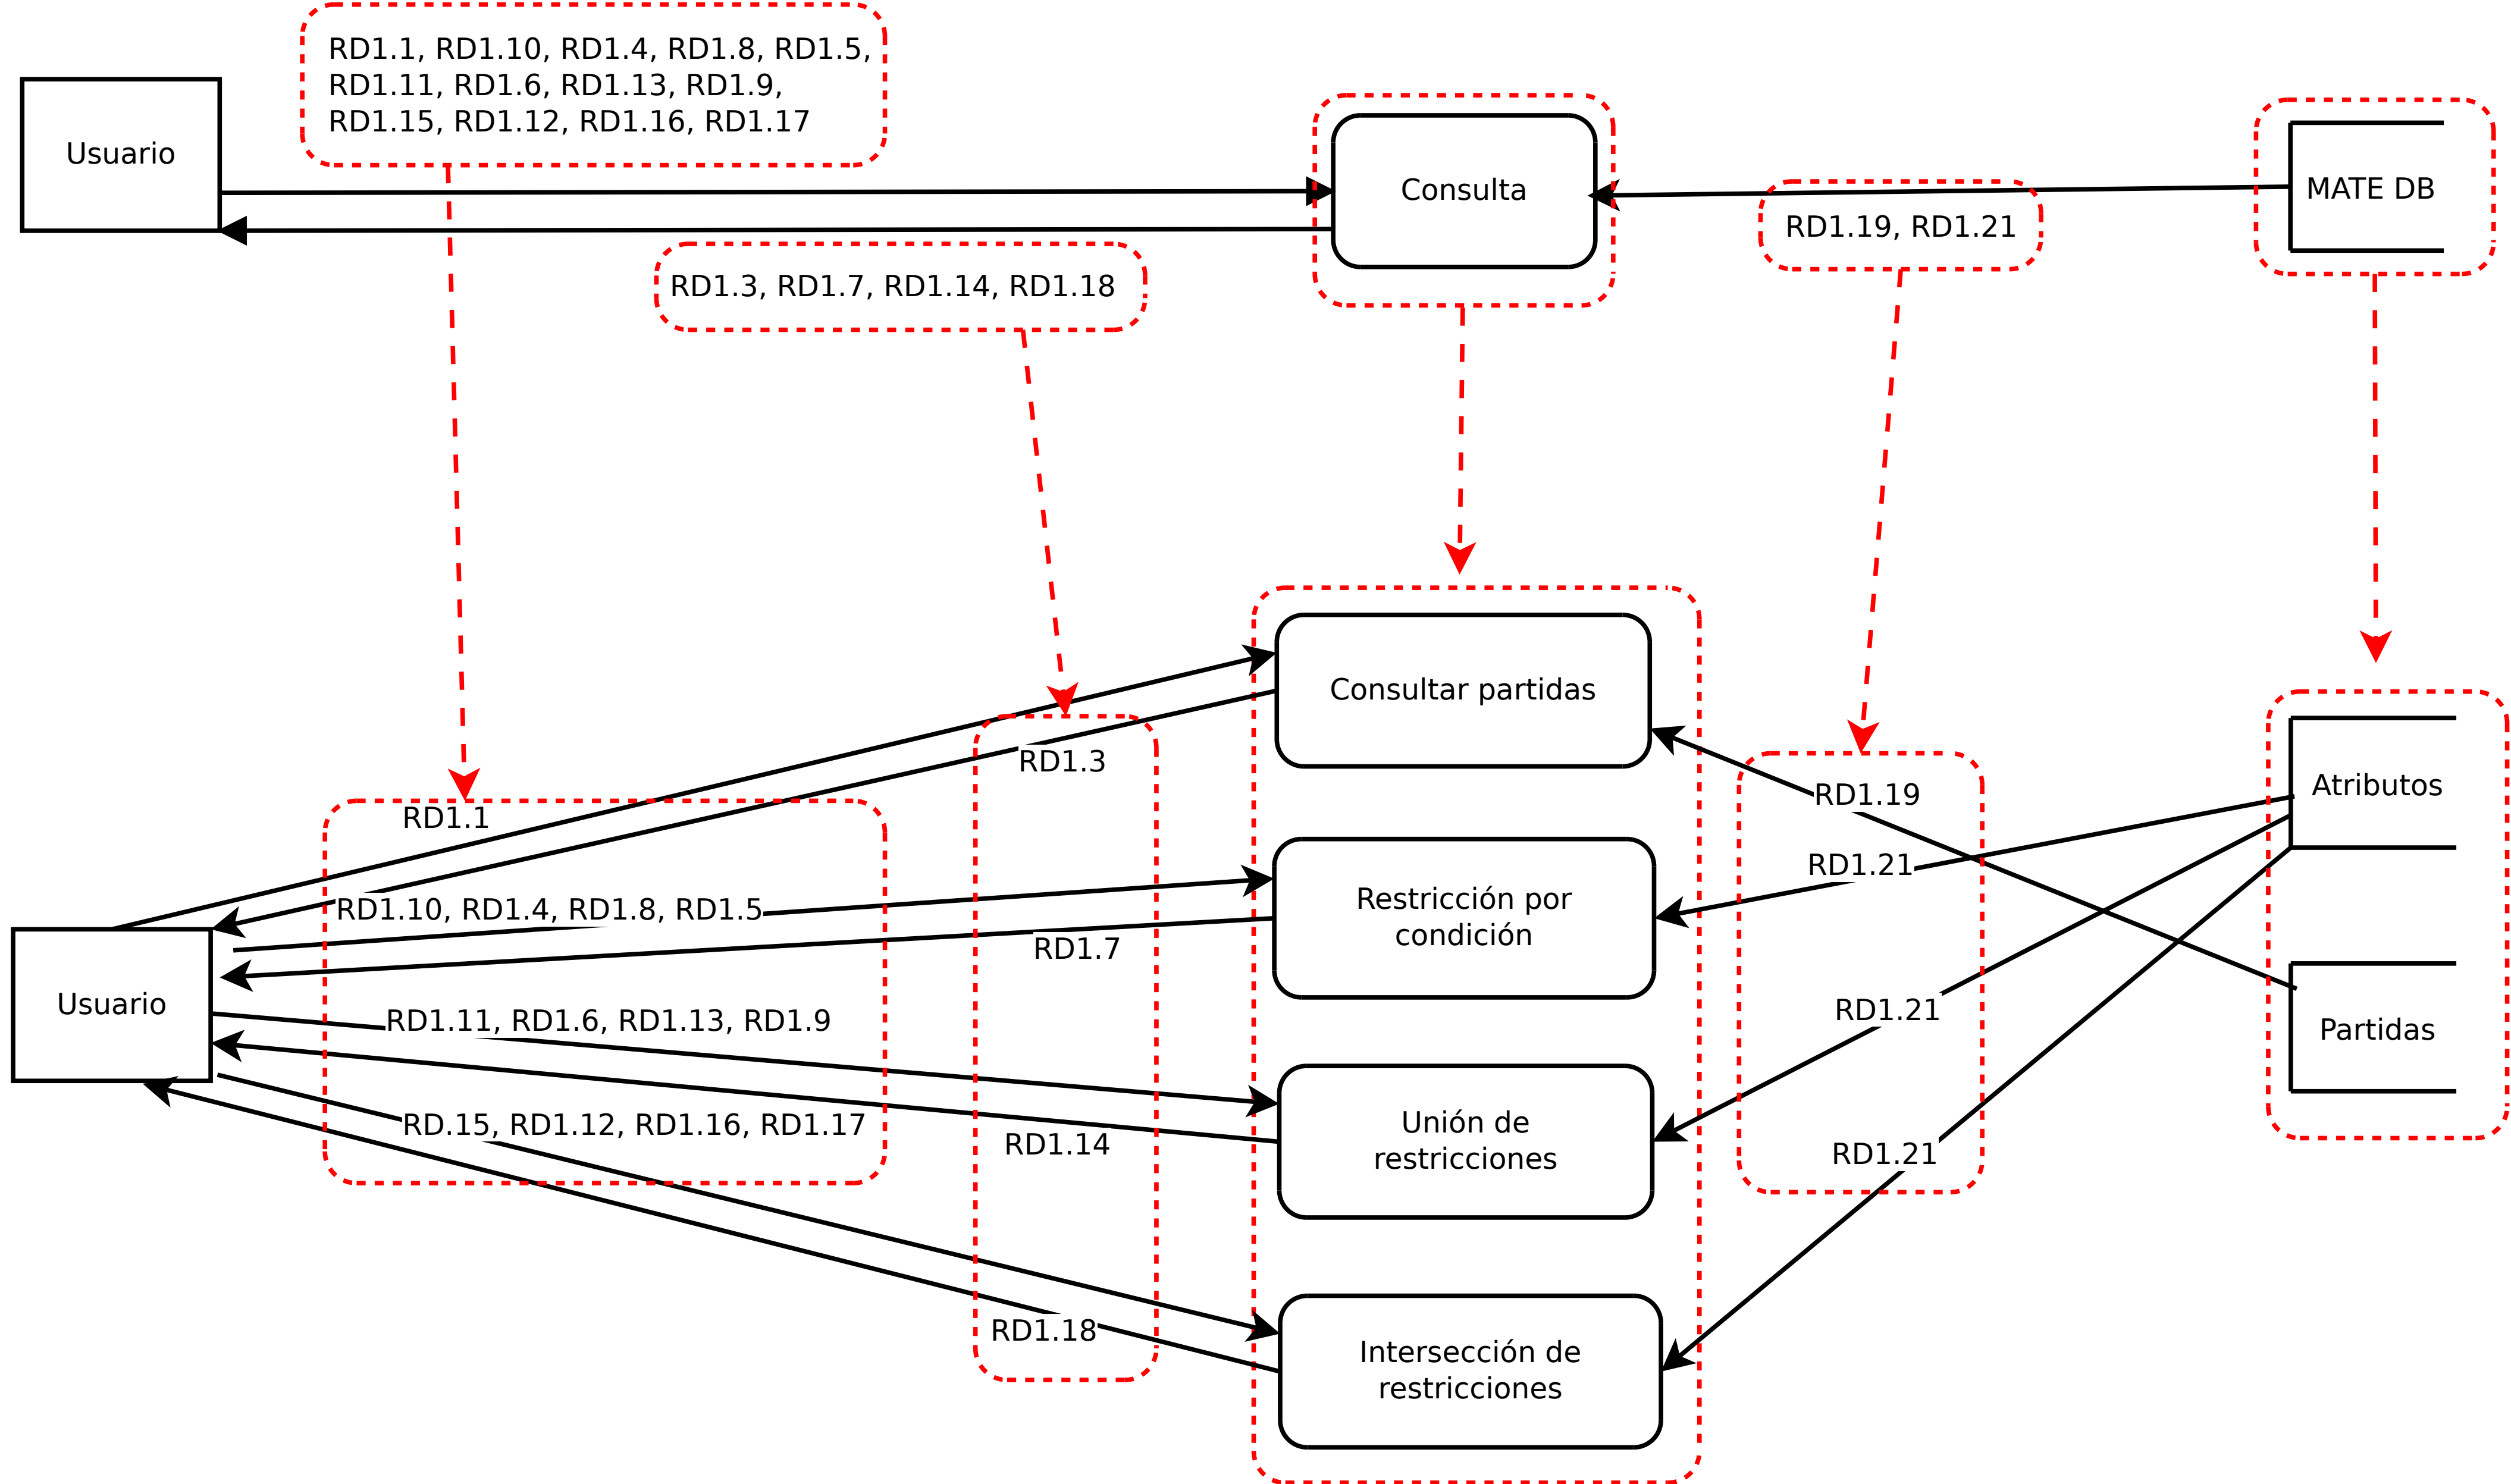 RD1.1, RD1.10, RD1.4, RD1.8, RD1.5,
RD1.11, RD1.6, RD1.13, RD1.9,
RD1.15, RD1.12, RD1.16, RD1.17
Usuario
Consulta
MATE DB
RD1.19, RD1.21
RD1.3, RD1.7, RD1.14, RD1.18
Consultar partidas
RD1.3
Atributos
RD1.19
RD1.1
RD1.21
Restricción por
condición
RD1.10, RD1.4, RD1.8, RD1.5
RD1.7
Usuario
RD1.21
RD1.11, RD1.6, RD1.13, RD1.9
Partidas
Unión de
restricciones
RD.15, RD1.12, RD1.16, RD1.17
RD1.14
RD1.21
RD1.18
Intersección de
restricciones